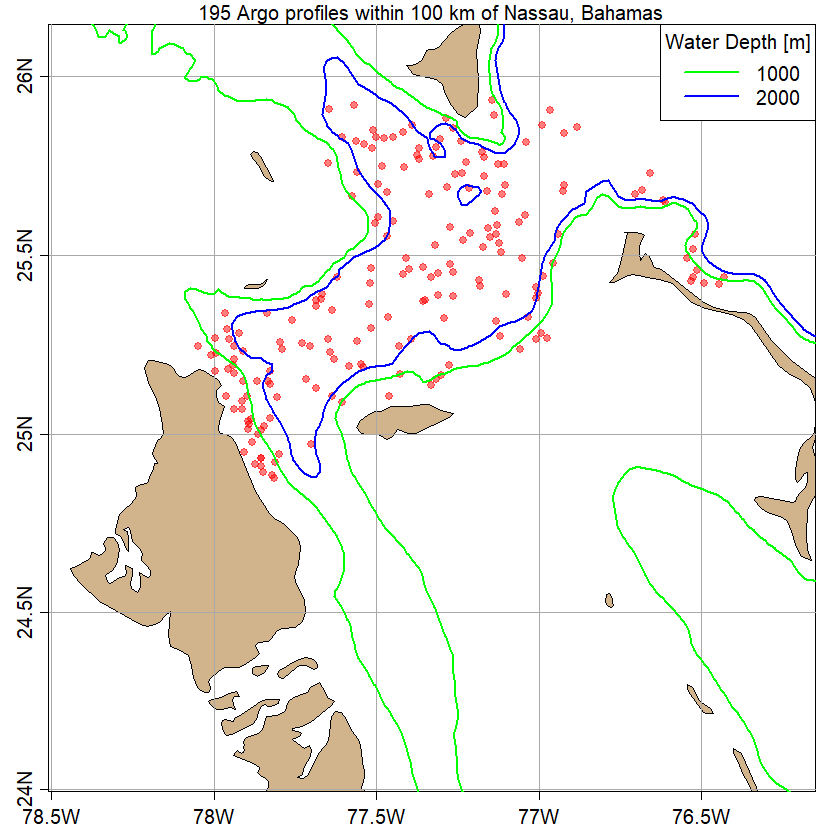 195 Argo profiles within 100 km of Nassau, Bahamas
Water Depth [m]
1000
2000
26N
25.5N
25N
24.5N
24N
78.5W
78W
77.5W
77W
76.5W